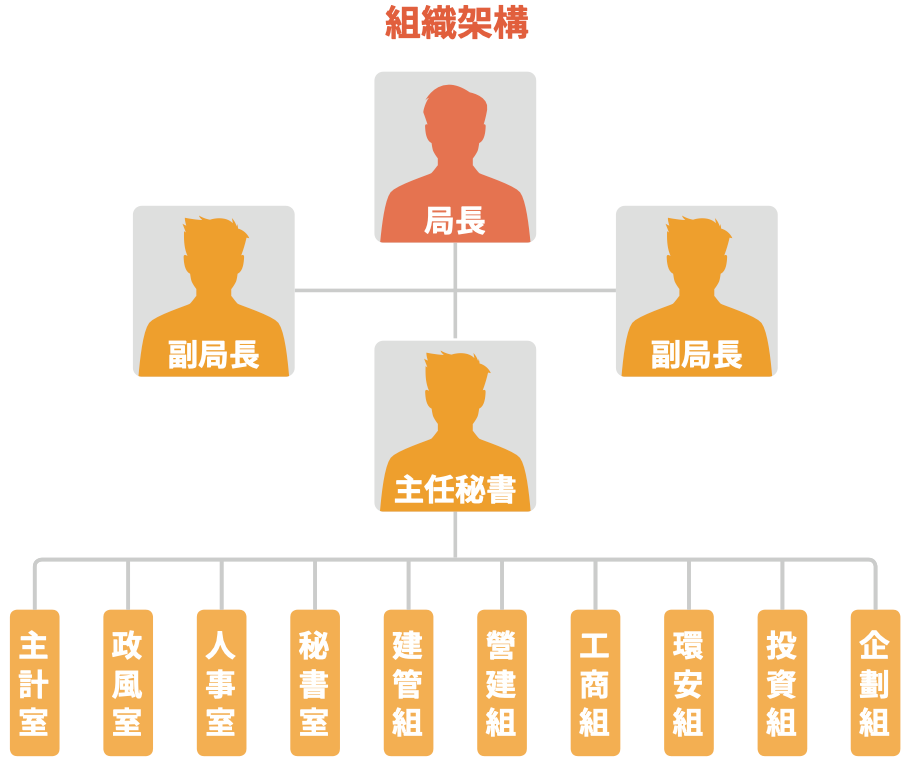 組織架構
局長
副局長
副局長
主任秘書
主計室
政風室
人事室
秘書室
建管組
營建組
工商組
環安組
投資組
企劃組